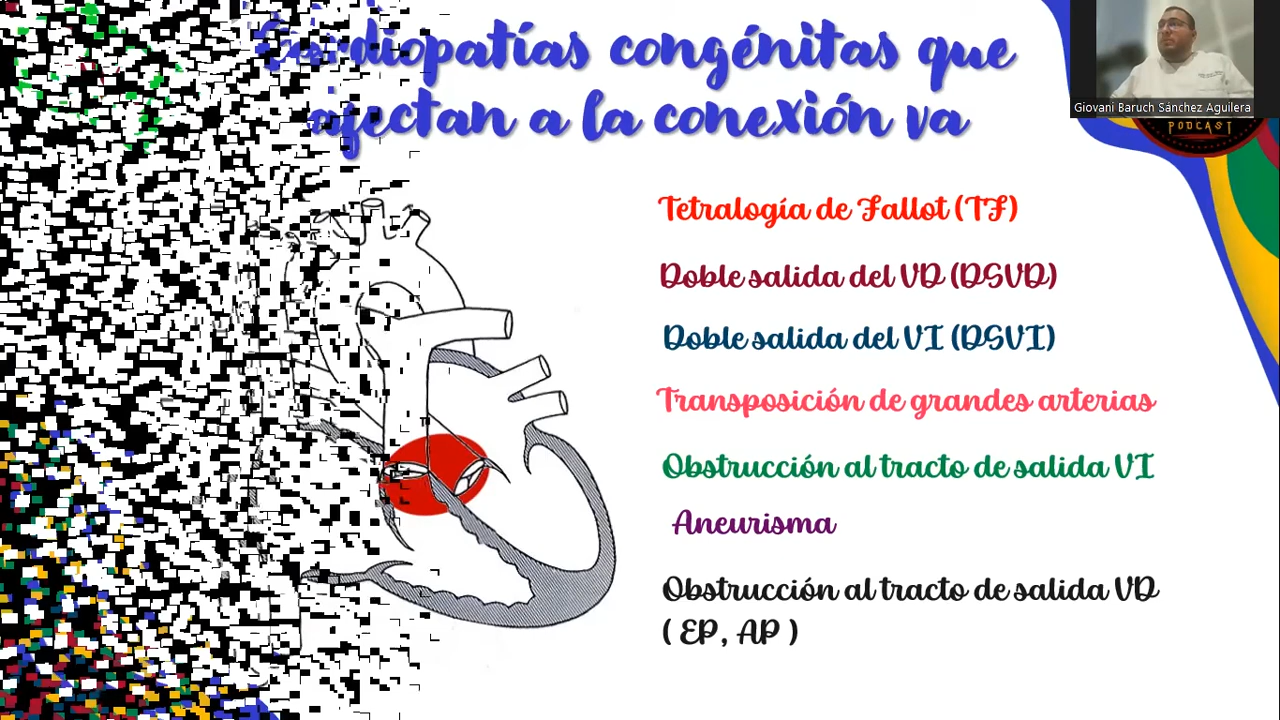 Cardiopatías congénitas que
afectan a la conexión va
Giovani Baruch Sánchez Aguilera
PODCAST
Tetralogía de Fallot (TF)
Doble salida del VD (DSVD)
Doble salida del VI (DSVI)
Transposición de grandes arterias
Obstrucción al tracto de salida VI
Aneurisma
Obstrucción al tracto de salida VD
( EP, AP )